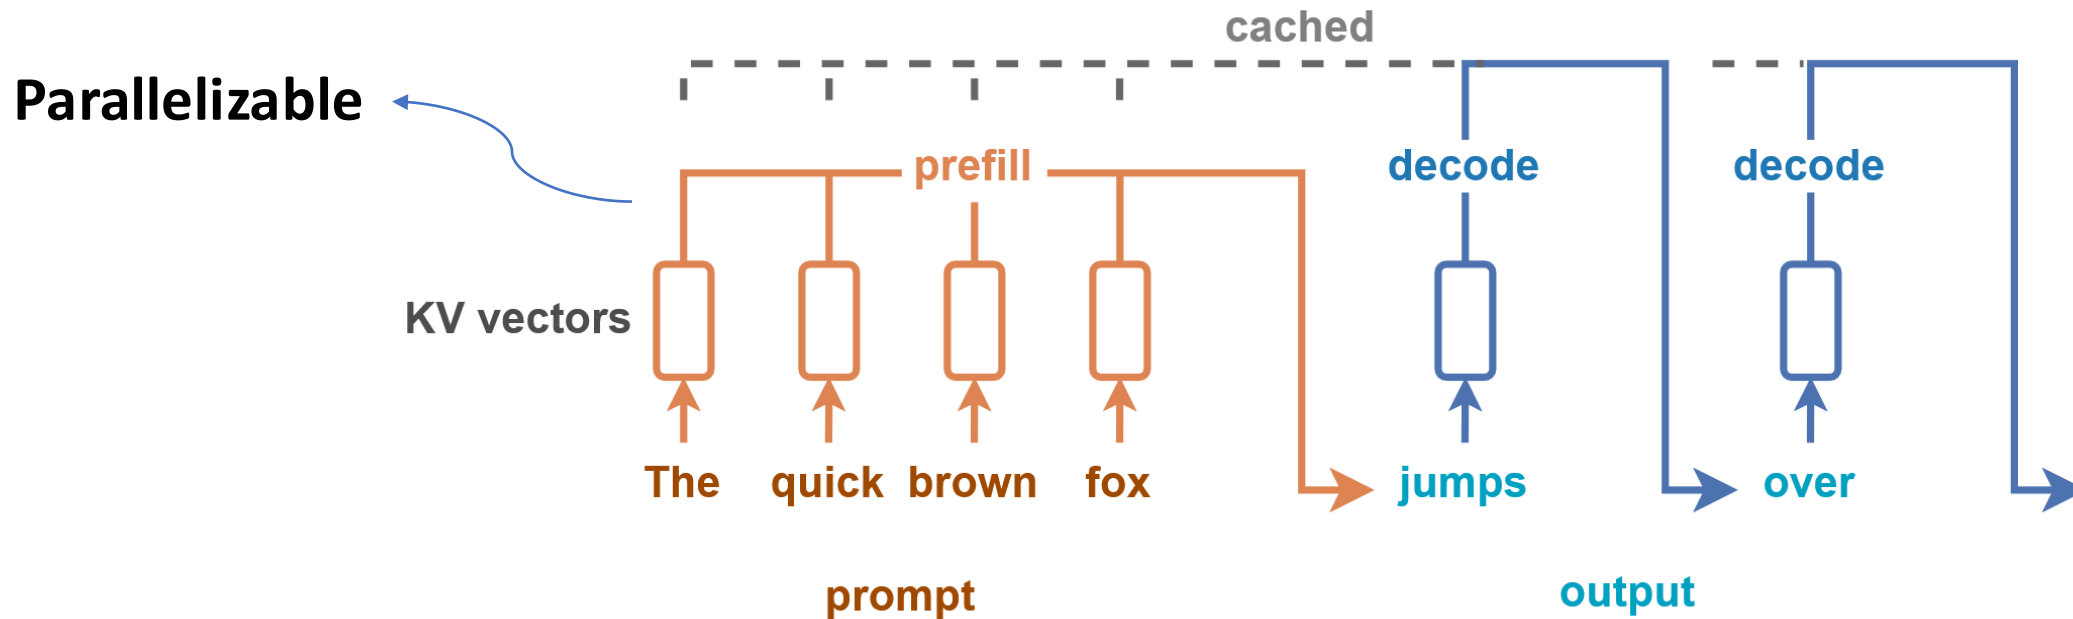 cached
Parallelizable
prefill decode decode
KV vectors
The quick brown fox jumps over
prompt output